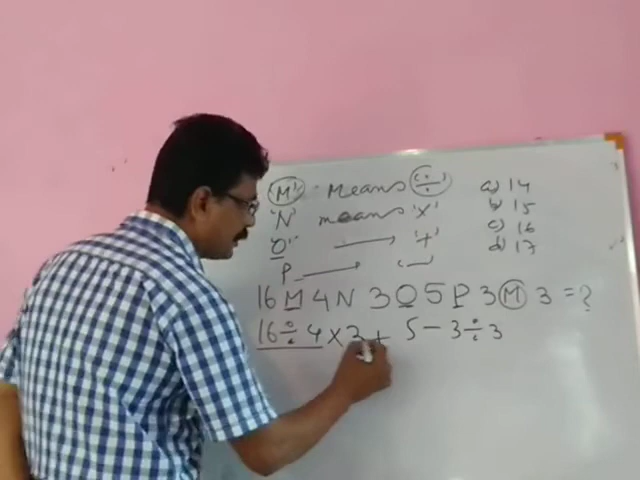 'M' : Means (÷)
'N' means 'x'
'O' → '+'
P → (-)
a) 14
b) 15
c) 16
d) 17
16 M 4 N 3 O 5 P 3 M 3 = ?
16 ÷ 4 × 3 + 5 - 3 ÷ 3